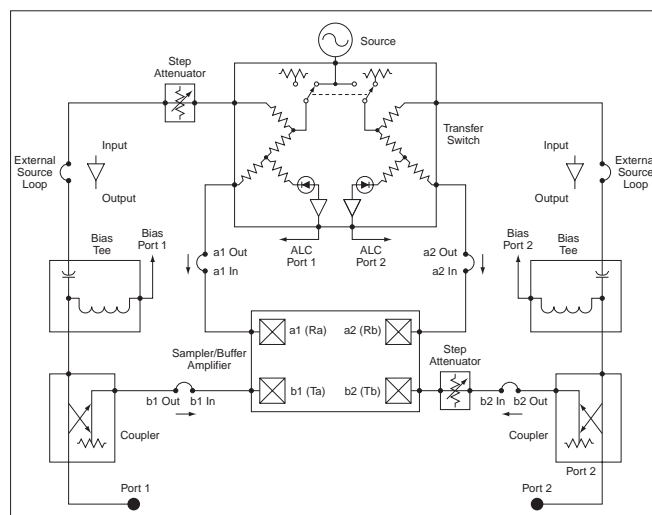 Source
Step
Attenuator
Transfer
Switch
Input
Output
External
Source
Loop
Input
Output
External
Source
Loop
Bias
Tee
Bias
Port 1
ALC
Port 1
ALC
Port 2
a1 Out
a1 In
a2 Out
a2 In
Bias
Port 2
Bias
Tee
a1 (Ra)
a2 (Rb)
Sampler/Buffer
Amplifier
Step
Attenuator
b1 (Ta)
b2 (Tb)
b1 Out
b1 In
b2 In
b2 Out
Coupler
Coupler
Port 2
Port 1
Port 2